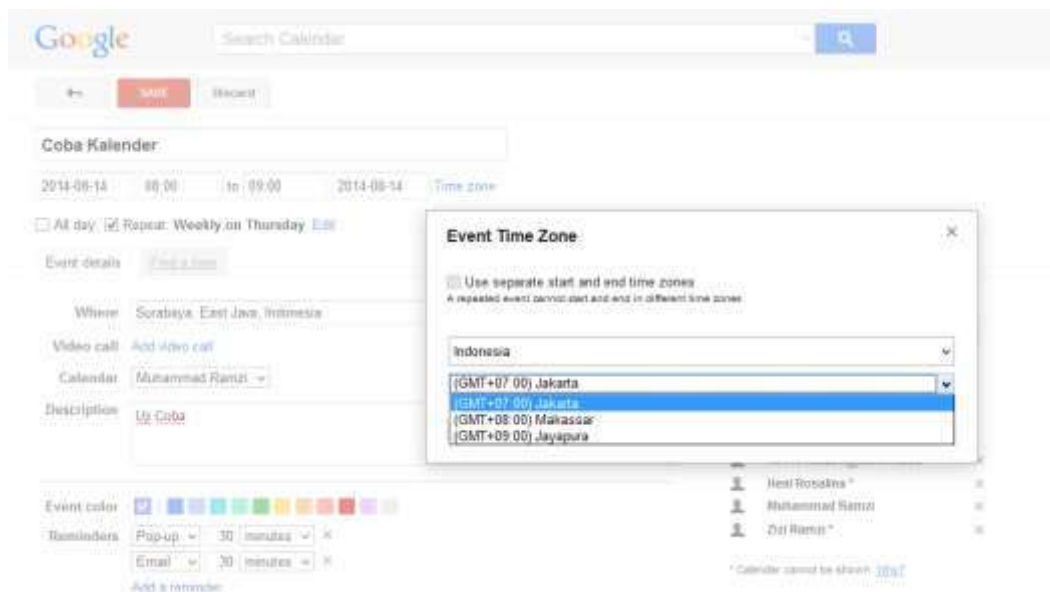 Google
Search Calendar
SAVE Discard
Coba Kalender
2014-08-14 08:00 to 09:00 2014-08-14 Time zone
All day Repeat: Weekly on Thursday Edit
Event details Find a time
Where Surabaya, East Java, Indonesia
Video call Add video call
Calendar Muhammad Ramzi
Description Uji Coba
Event color
Reminders Pop-up 30 minutes ×
Email 30 minutes ×
Add a reminder
Event Time Zone ×
Use separate start and end time zones
A repeated event cannot start and end in different time zones
Indonesia
(GMT+07:00) Jakarta
(GMT+07:00) Jakarta
(GMT+08:00) Makassar
(GMT+09:00) Jayapura
Rosalina *
Muhammad Ramzi
Zizi Ramzi *
* Calendar cannot be shown why?